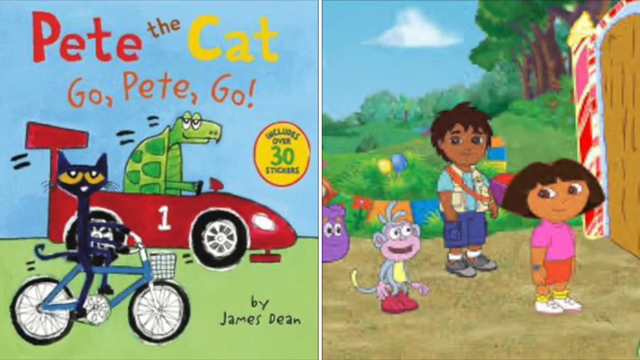 Pete the Cat
Go, Pete, Go!
INCLUDES
OVER
30
STICKERS
1
by
James Dean